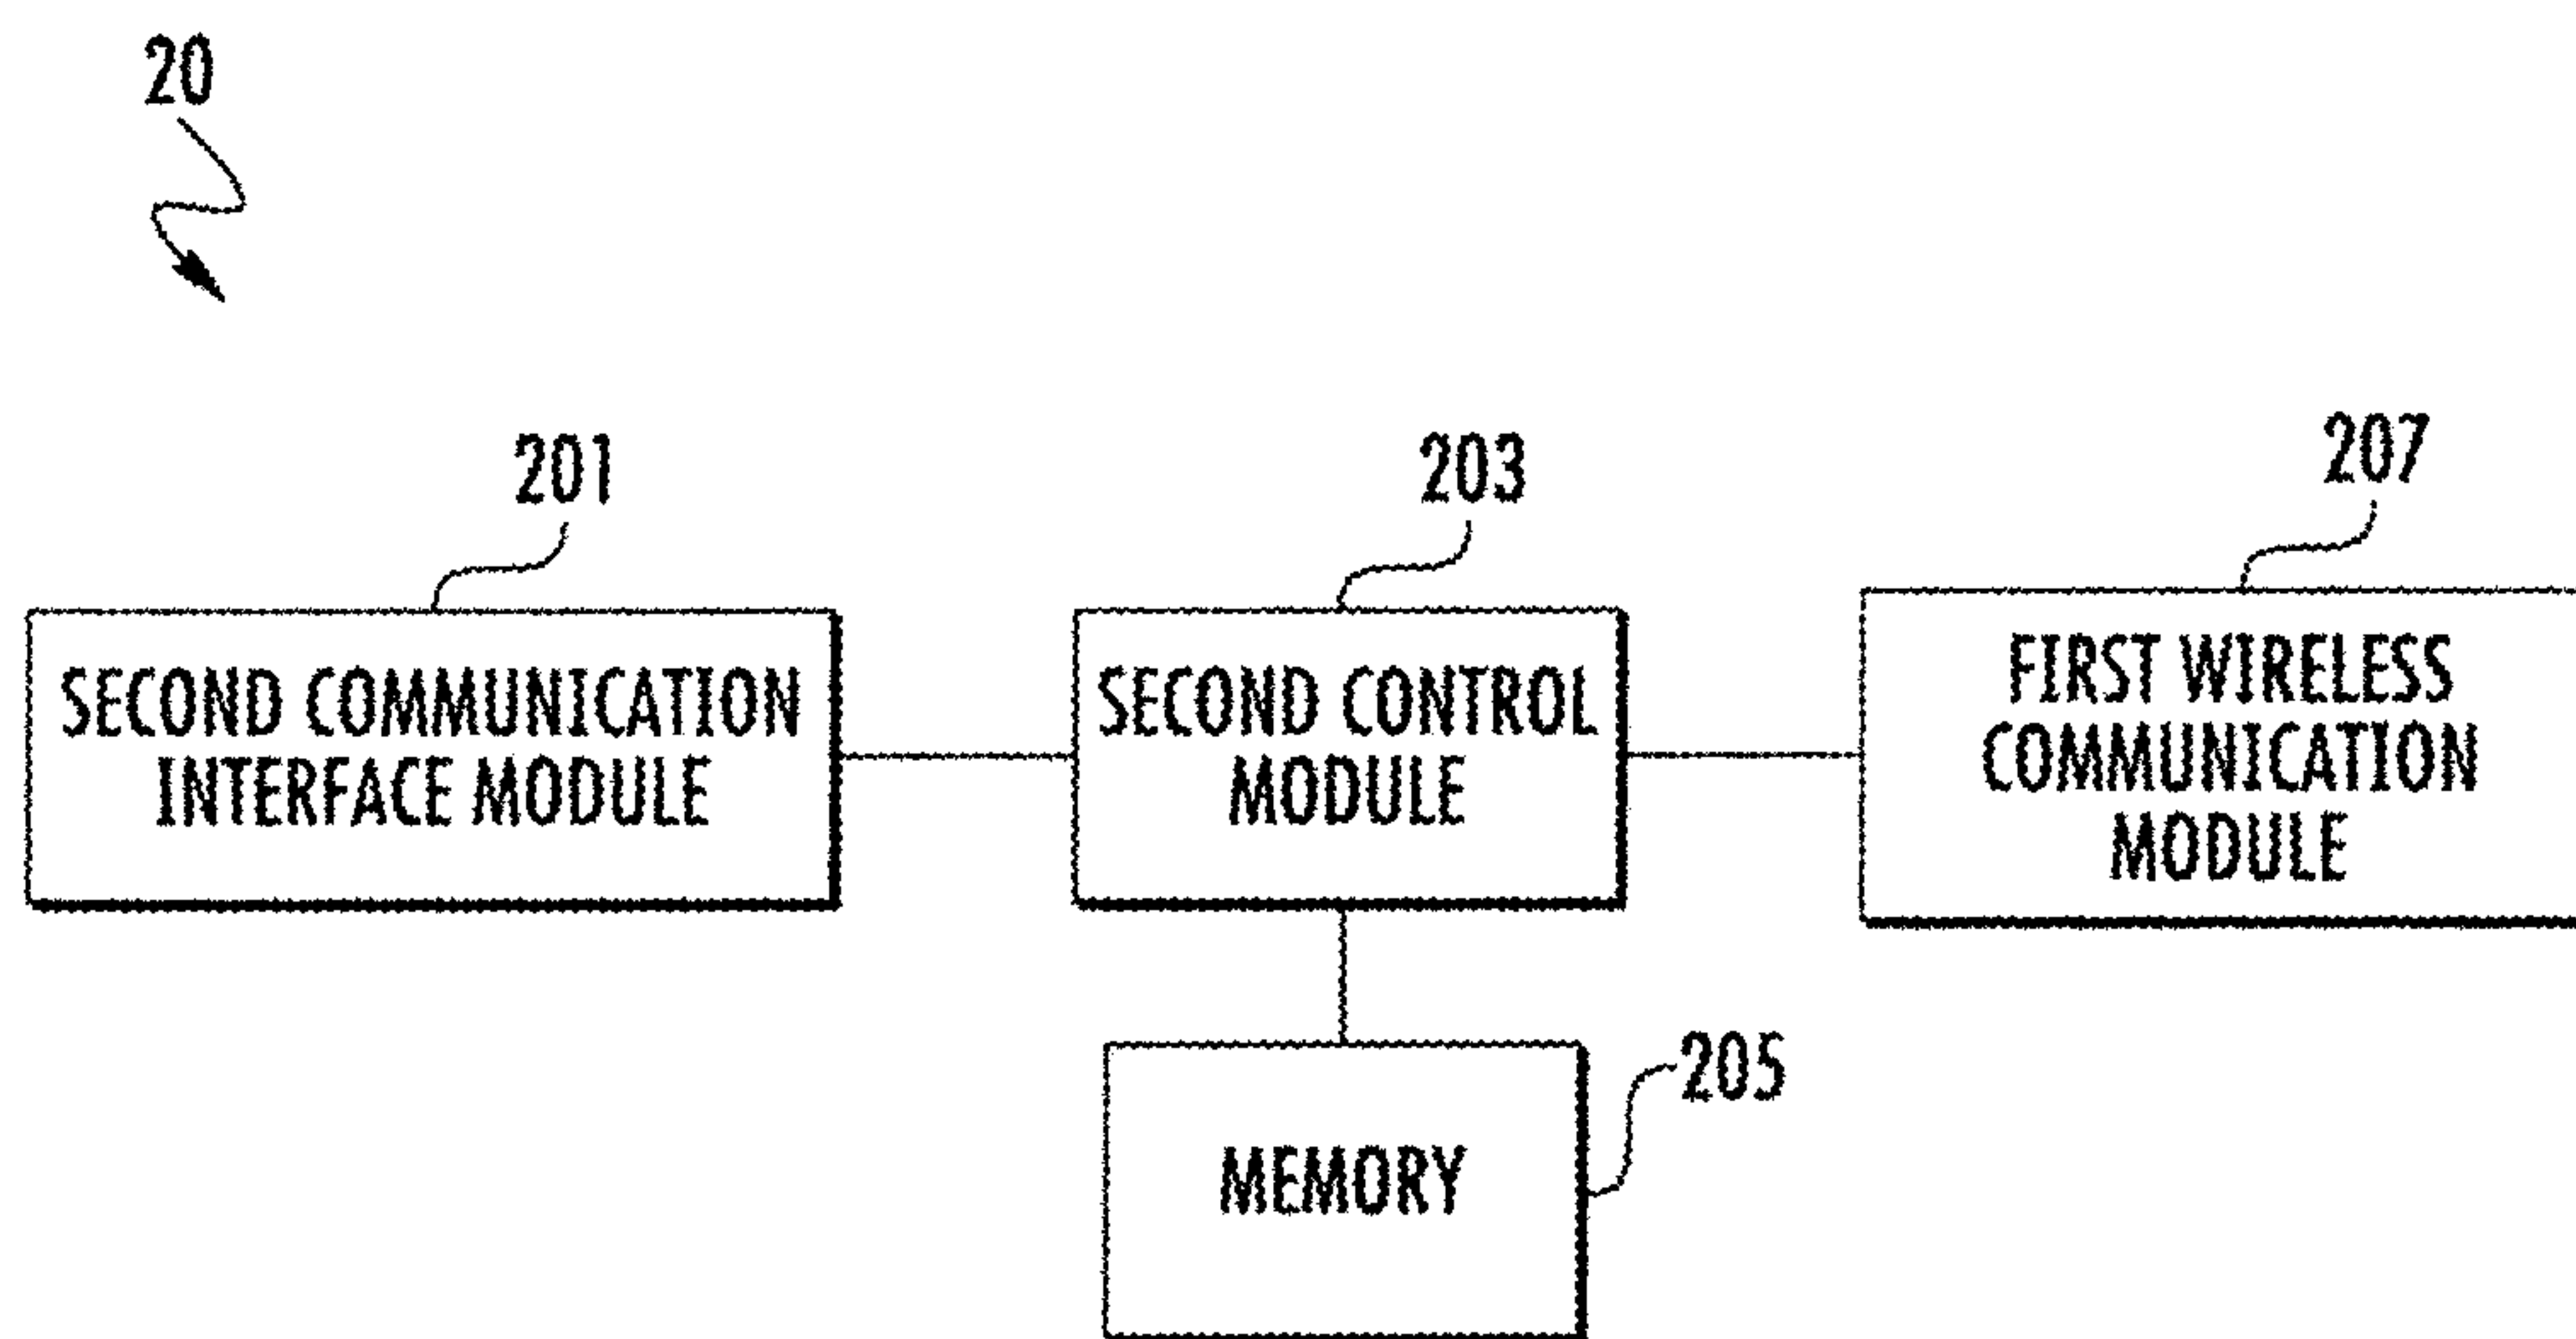 20
201
203
207
SECOND COMMUNICATION
INTERFACE MODULE
SECOND CONTROL
MODULE
FIRST WIRELESS
COMMUNICATION
MODULE
205
MEMORY